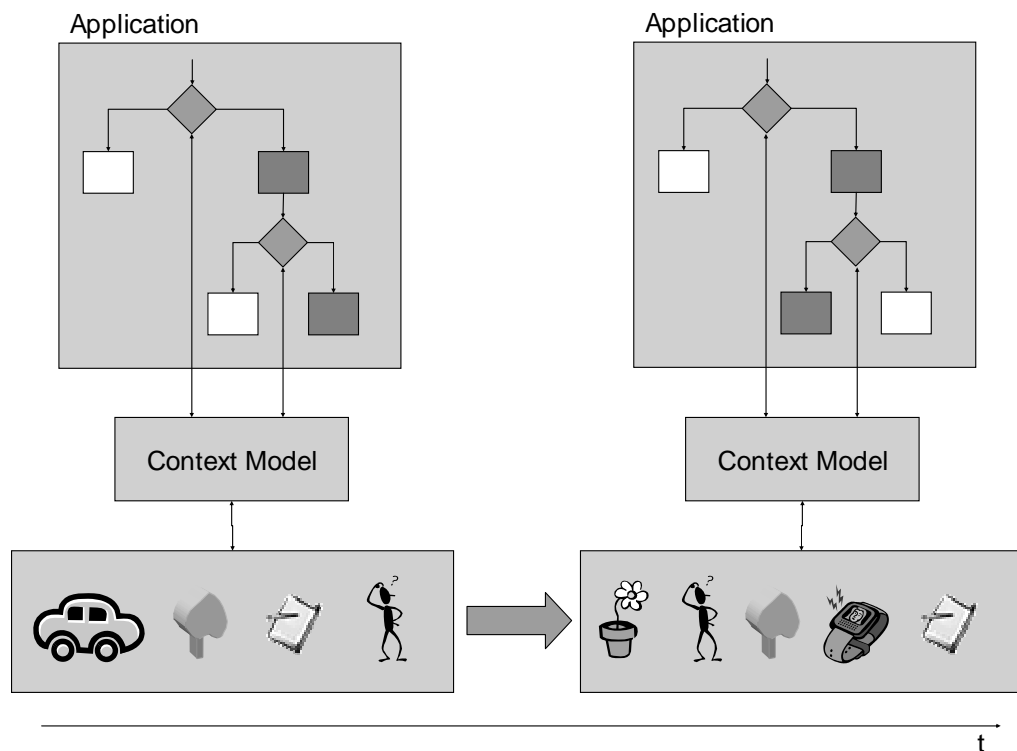 Application
Application
Context Model
Context Model
?
?
t